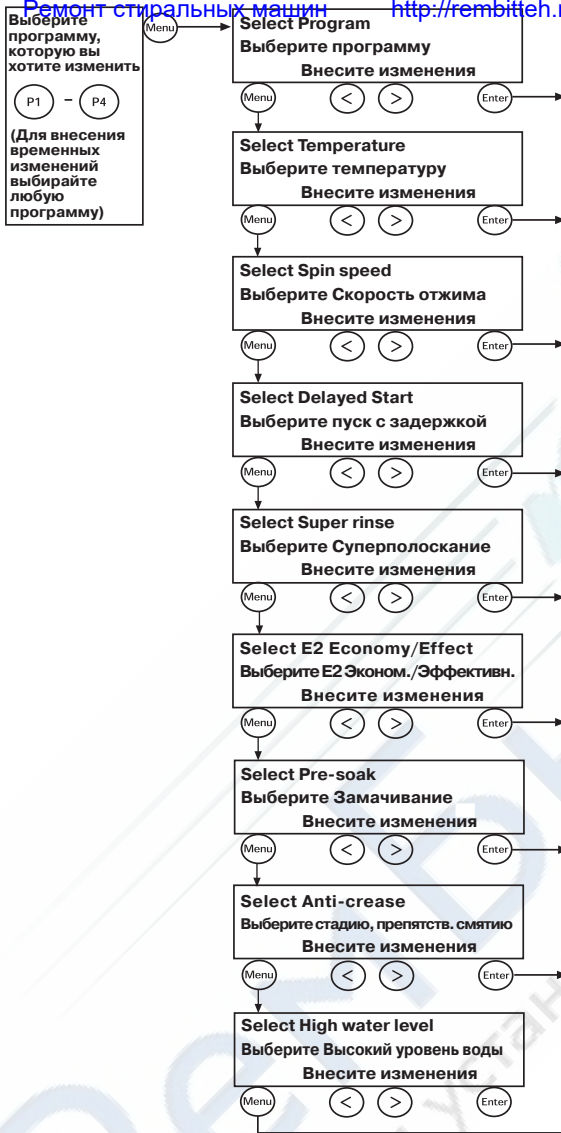 Ремонт стиральных машин http://rembitteh.
Выберите
программу,
которую вы
хотите изменить
P1 – P4
(Для внесения
временных
изменений
выбирайте
любую
программу)
Menu
Select Program
Выберите программу
Внесите изменения
Menu < > Enter
Select Temperature
Выберите температуру
Внесите изменения
Menu < > Enter
Select Spin speed
Выберите Скорость отжима
Внесите изменения
Menu < > Enter
Select Delayed Start
Выберите пуск с задержкой
Внесите изменения
Menu < > Enter
Select Super rinse
Выберите Суперполоскание
Внесите изменения
Menu < > Enter
Select E2 Economy/Effect
Выберите E2 Эконом./Эффективн.
Внесите изменения
Menu < > Enter
Select Pre-soak
Выберите Замачивание
Внесите изменения
Menu < > Enter
Select Anti-crease
Выберите стадию, препятств. смятию
Внесите изменения
Menu < > Enter
Select High water level
Выберите Высокий уровень воды
Внесите изменения
Menu < > Enter